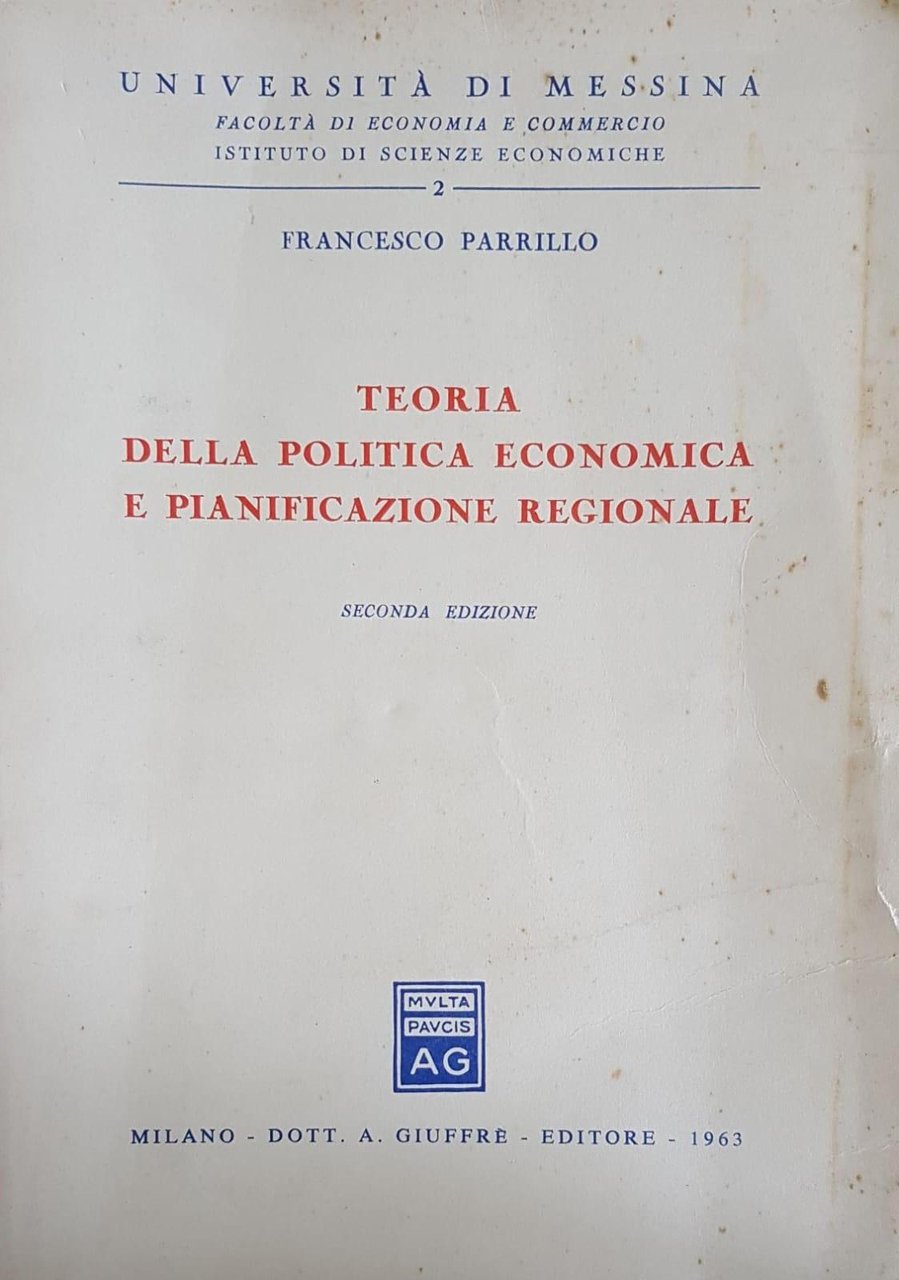 UNIVERSITÀ DI MESSINA
FACOLTÀ DI ECONOMIA E COMMERCIO
ISTITUTO DI SCIENZE ECONOMICHE
2
FRANCESCO PARRILLO
TEORIA
DELLA POLITICA ECONOMICA
E PIANIFICAZIONE REGIONALE
SECONDA EDIZIONE
MVLTA
PAVCIS
AG
MILANO - DOTT. A. GIUFFRÈ - EDITORE - 1963